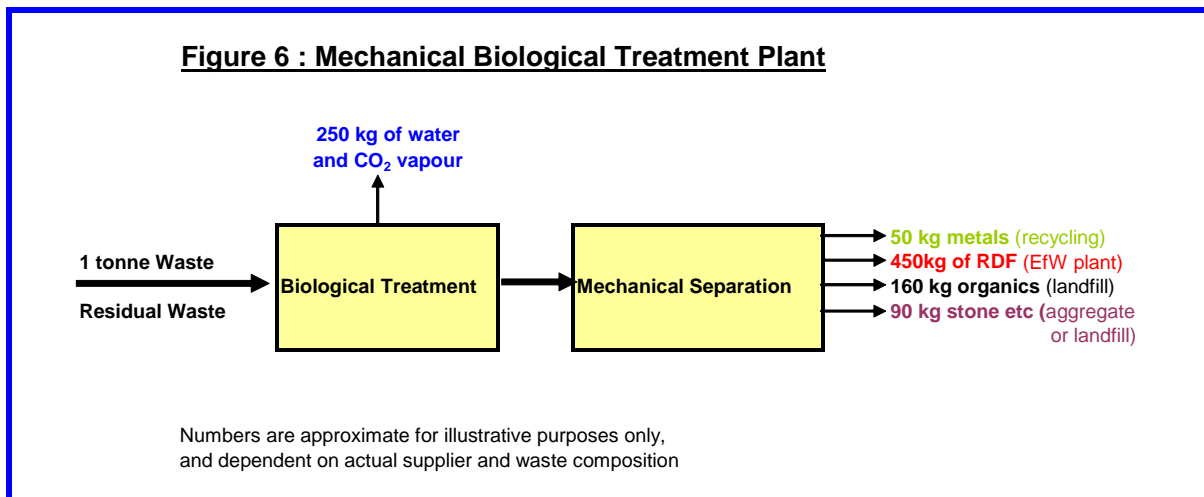 Figure 6 : Mechanical Biological Treatment Plant
250 kg of water
and CO₂ vapour
1 tonne Waste
Residual Waste
Biological Treatment
Mechanical Separation
50 kg metals (recycling)
450kg of RDF (EfW plant)
160 kg organics (landfill)
90 kg stone etc (aggregate
or landfill)
Numbers are approximate for illustrative purposes only,
and dependent on actual supplier and waste composition